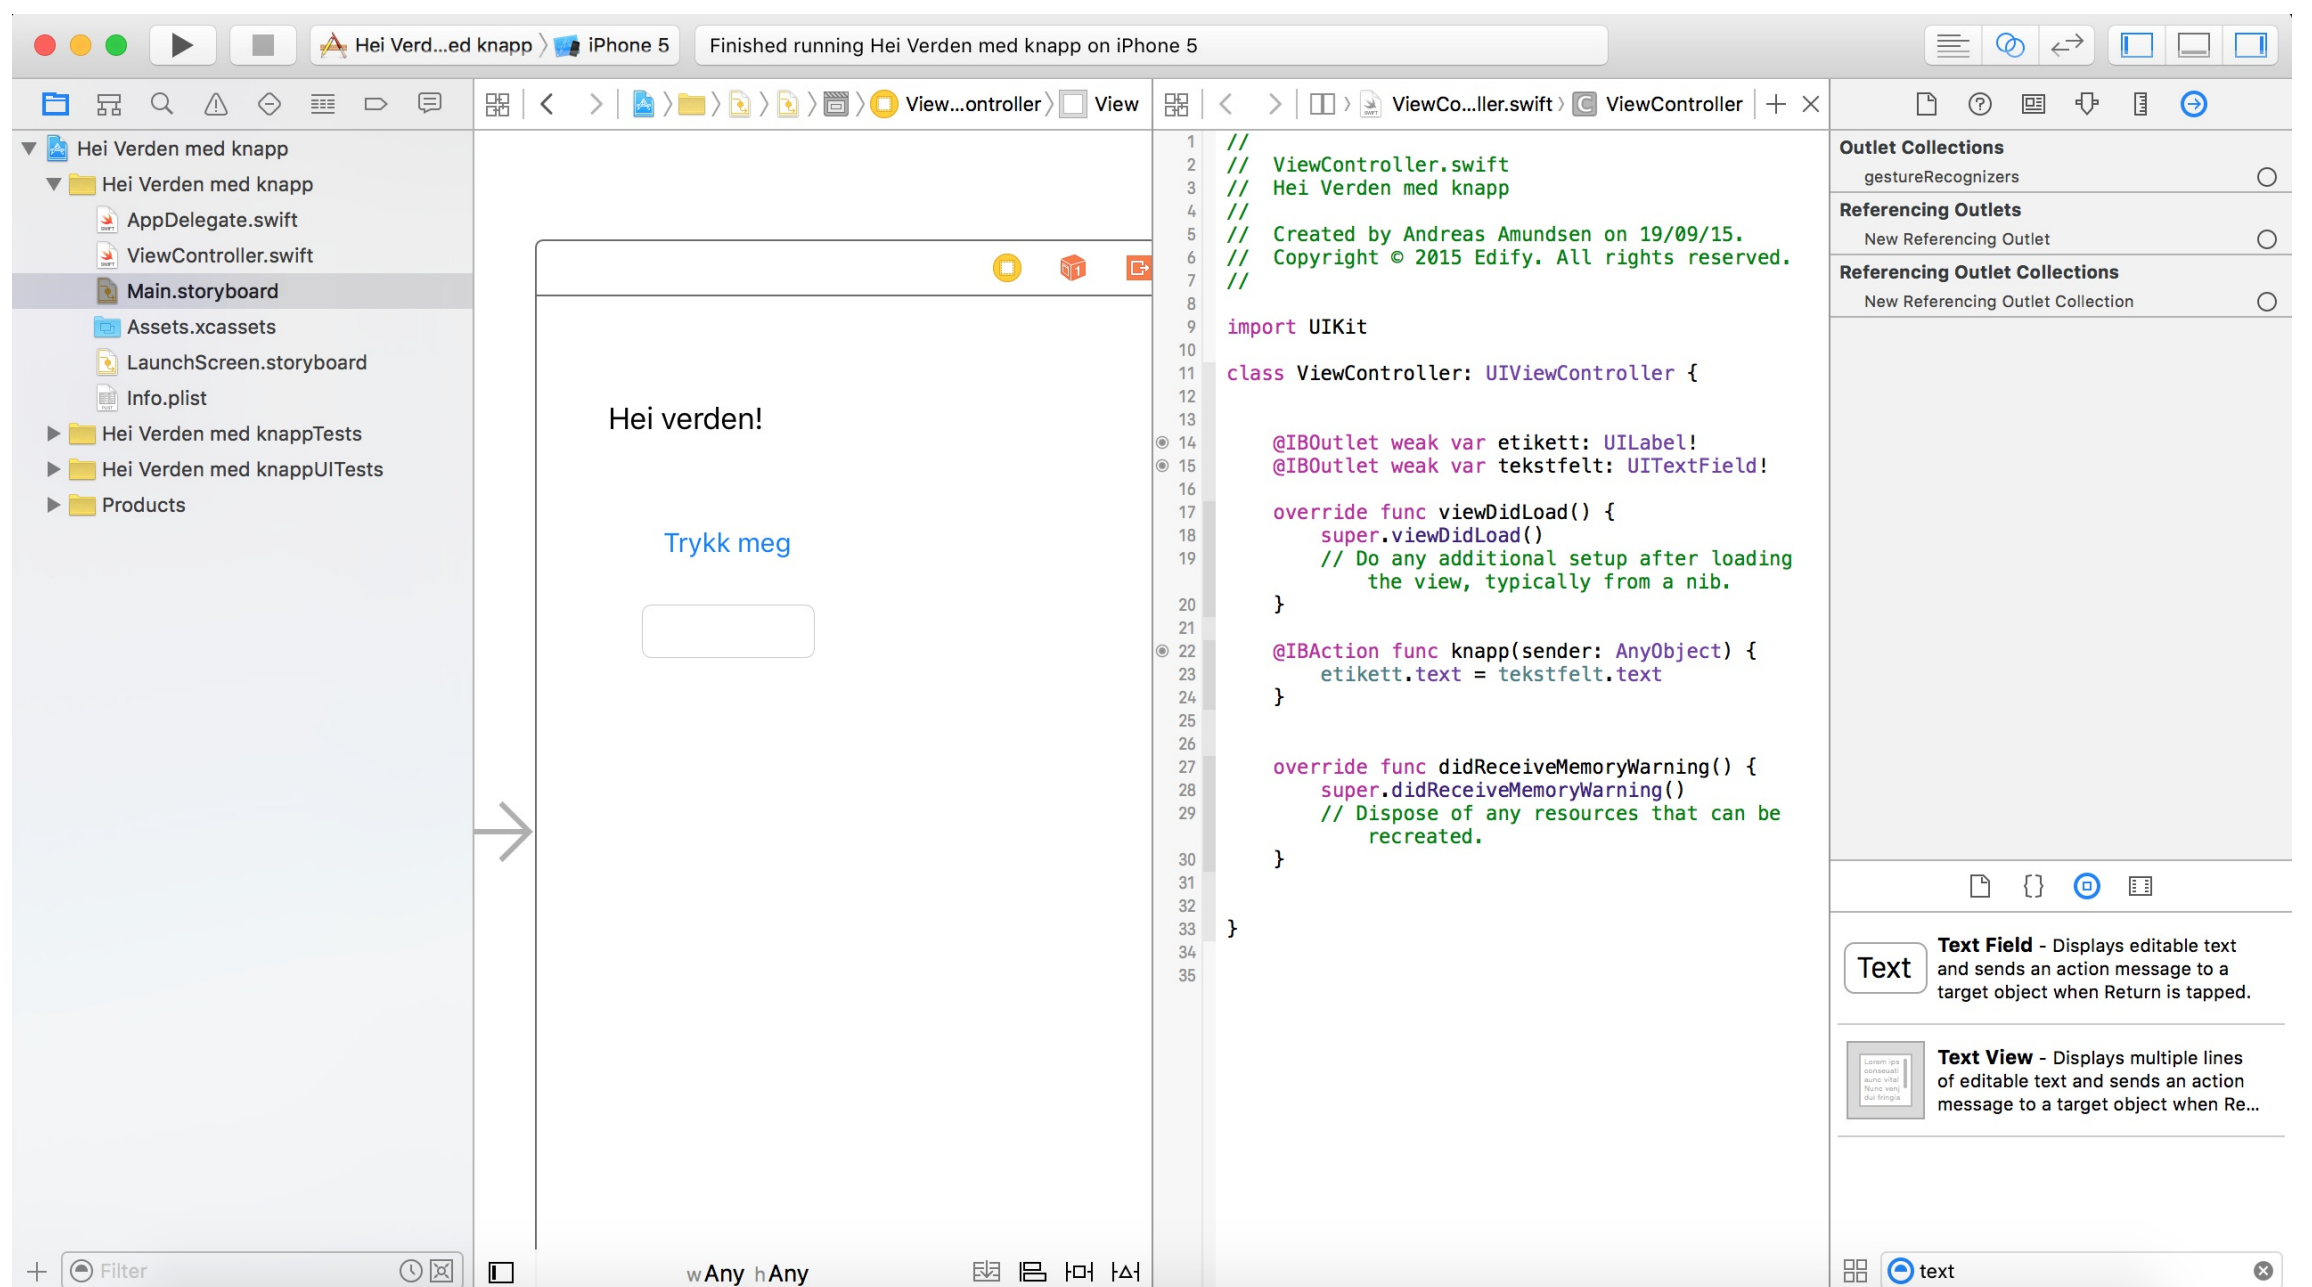 Hei Verd...ed knapp
iPhone 5
Finished running Hei Verden med knapp on iPhone 5
View...ontroller
View
ViewCo...ller.swift
C
ViewController
Hei Verden med knapp
Hei Verden med knapp
AppDelegate.swift
ViewController.swift
Main.storyboard
Assets.xcassets
LaunchScreen.storyboard
Info.plist
Hei Verden med knappTests
Hei Verden med knappUITests
Products
Filter
Hei verden!
Trykk meg
wAny hAny
1 //
2 // ViewController.swift
3 // Hei Verden med knapp
4 //
5 // Created by Andreas Amundsen on 19/09/15.
6 // Copyright © 2015 Edify. All rights reserved.
7 //
8
9 import UIKit
10
11 class ViewController: UIViewController {
12
13
14 @IBOutlet weak var etikett: UILabel!
15 @IBOutlet weak var tekstfelt: UITextField!
16
17 override func viewDidLoad() {
18 super.viewDidLoad()
19 // Do any additional setup after loading
the view, typically from a nib.
20 }
21
22 @IBAction func knapp(sender: AnyObject) {
23 etikett.text = tekstfelt.text
24 }
25
26
27 override func didReceiveMemoryWarning() {
28 super.didReceiveMemoryWarning()
29 // Dispose of any resources that can be
recreated.
30 }
31
32
33 }
34
35
Outlet Collections
gestureRecognizers
Referencing Outlets
New Referencing Outlet
Referencing Outlet Collections
New Referencing Outlet Collection
{}
Text
Text Field - Displays editable text
and sends an action message to a
target object when Return is tapped.
Text View - Displays multiple lines
of editable text and sends an action
message to a target object when Re...
text